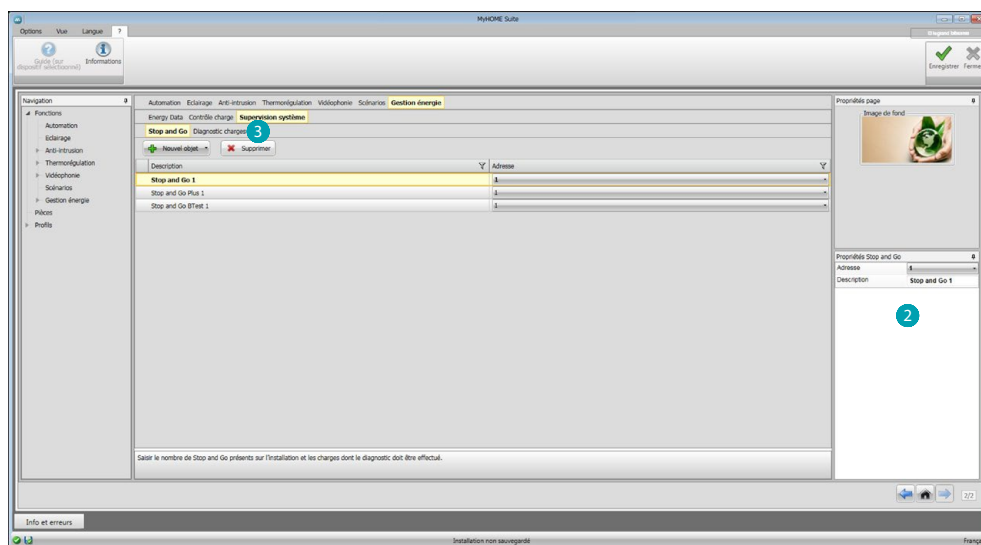 MyHOME Suite
Options Vue Langue ?
Guide (sur
dispositif sélectionné)
Informations
Enregistrer Ferme
Navigation
Fonctions
Automation
Eclairage
Anti-intrusion
Thermorégulation
Vidéophonie
Scénarios
Gestion énergie
Pièces
Profils
Automation Eclairage Anti-intrusion Thermorégulation Vidéophonie Scénarios Gestion énergie
Energy Data Contrôle charge Supervision système
Stop and Go Diagnostic charges 3
Nouvel objet Supprimer
Description Adresse
Stop and Go 1 1
Stop and Go Plus 1 1
Stop and Go BTest 1 1
Saisir le nombre de Stop and Go présents sur l'installation et les charges dont le diagnostic doit être effectué.
Propriétés page
Image de fond
Propriétés Stop and Go
Adresse 1
Description Stop and Go 1
2
2/2
Info et erreurs
Installation non sauvegardé
França